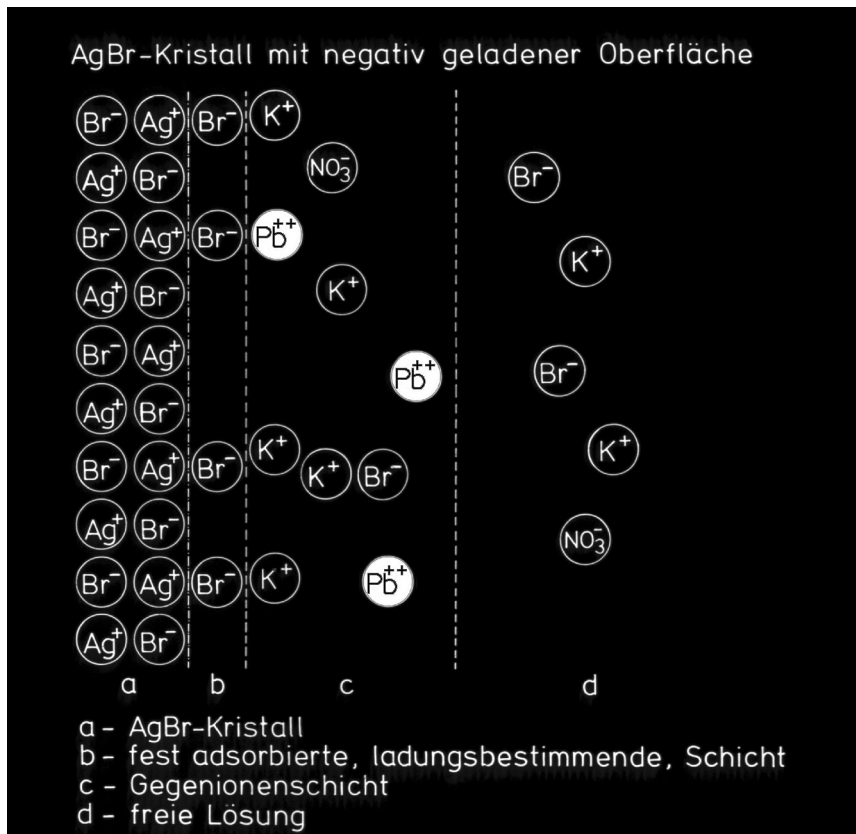 AgBr-Kristall mit negativ geladener Oberfläche
Br⁻ Ag⁺ Br⁻ K⁺
NO₃⁻
Ag⁺ Br⁻ Br⁻
Br⁻ Ag⁺ Br⁻ Pb⁺⁺
K⁺
Ag⁺ Br⁻ K⁺
Br⁻ Ag⁺ Pb⁺⁺ Br⁻
Ag⁺ Br⁻
K⁺ K⁺
Br⁻ Ag⁺ Br⁻ K⁺ Br⁻
Ag⁺ Br⁻ NO₃⁻
Br⁻ Ag⁺ Br⁻ K⁺ Pb⁺⁺
Ag⁺ Br⁻
a b c d
a - AgBr-Kristall
b - fest adsorbierte, ladungsbestimmende, Schicht
c - Gegenionenschicht
d - freie Lösung